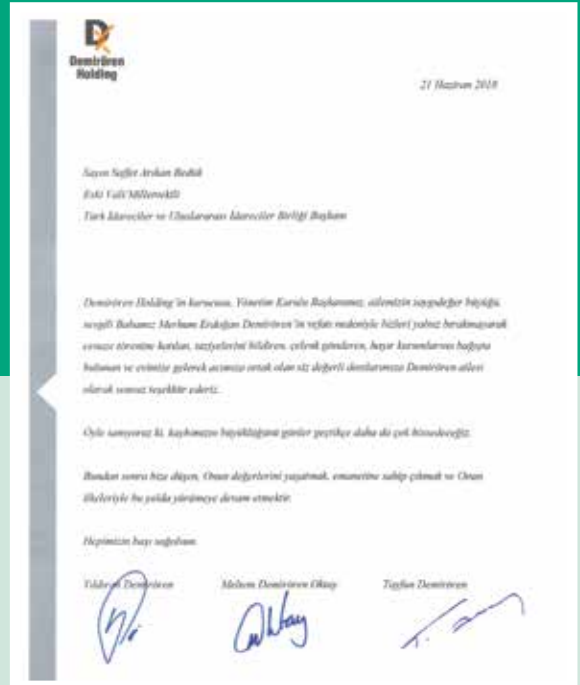 Demirören
Holding
21 Haziran 2018
Sayın Saffet Arıkan Bedük
Eski Vali/Milletvekili
Türk İdareciler ve Uluslararası İdareciler Birliği Başkanı
Demirören Holding'in kurucusu, Yönetim Kurulu Başkanımız, ailemizin saygıdeğer büyüğü,
sevgili Babamız Merhum Erdoğan Demirören'in vefatı nedeniyle bizleri yalnız bırakmayarak
cenaze törenine katılan, taziyelerini bildiren, çelenk gönderen, hayır kurumlarına bağışta
bulunan ve evimize gelerek acımıza ortak olan siz değerli dostlarımıza Demirören ailesi
olarak sonsuz teşekkür ederiz.
Öyle sanıyoruz ki, kaybımızın büyüklüğünü günler geçtikçe daha da çok hissedeceğiz.
Bundan sonra bize düşen, Onun değerlerini yaşatmak, emanetine sahip çıkmak ve Onun
ilkeleriyle bu yolda yürümeye devam etmektir.
Hepimizin başı sağolsun.
Yıldırım Demirören Meltem Demirören Oktay Tayfun Demirören